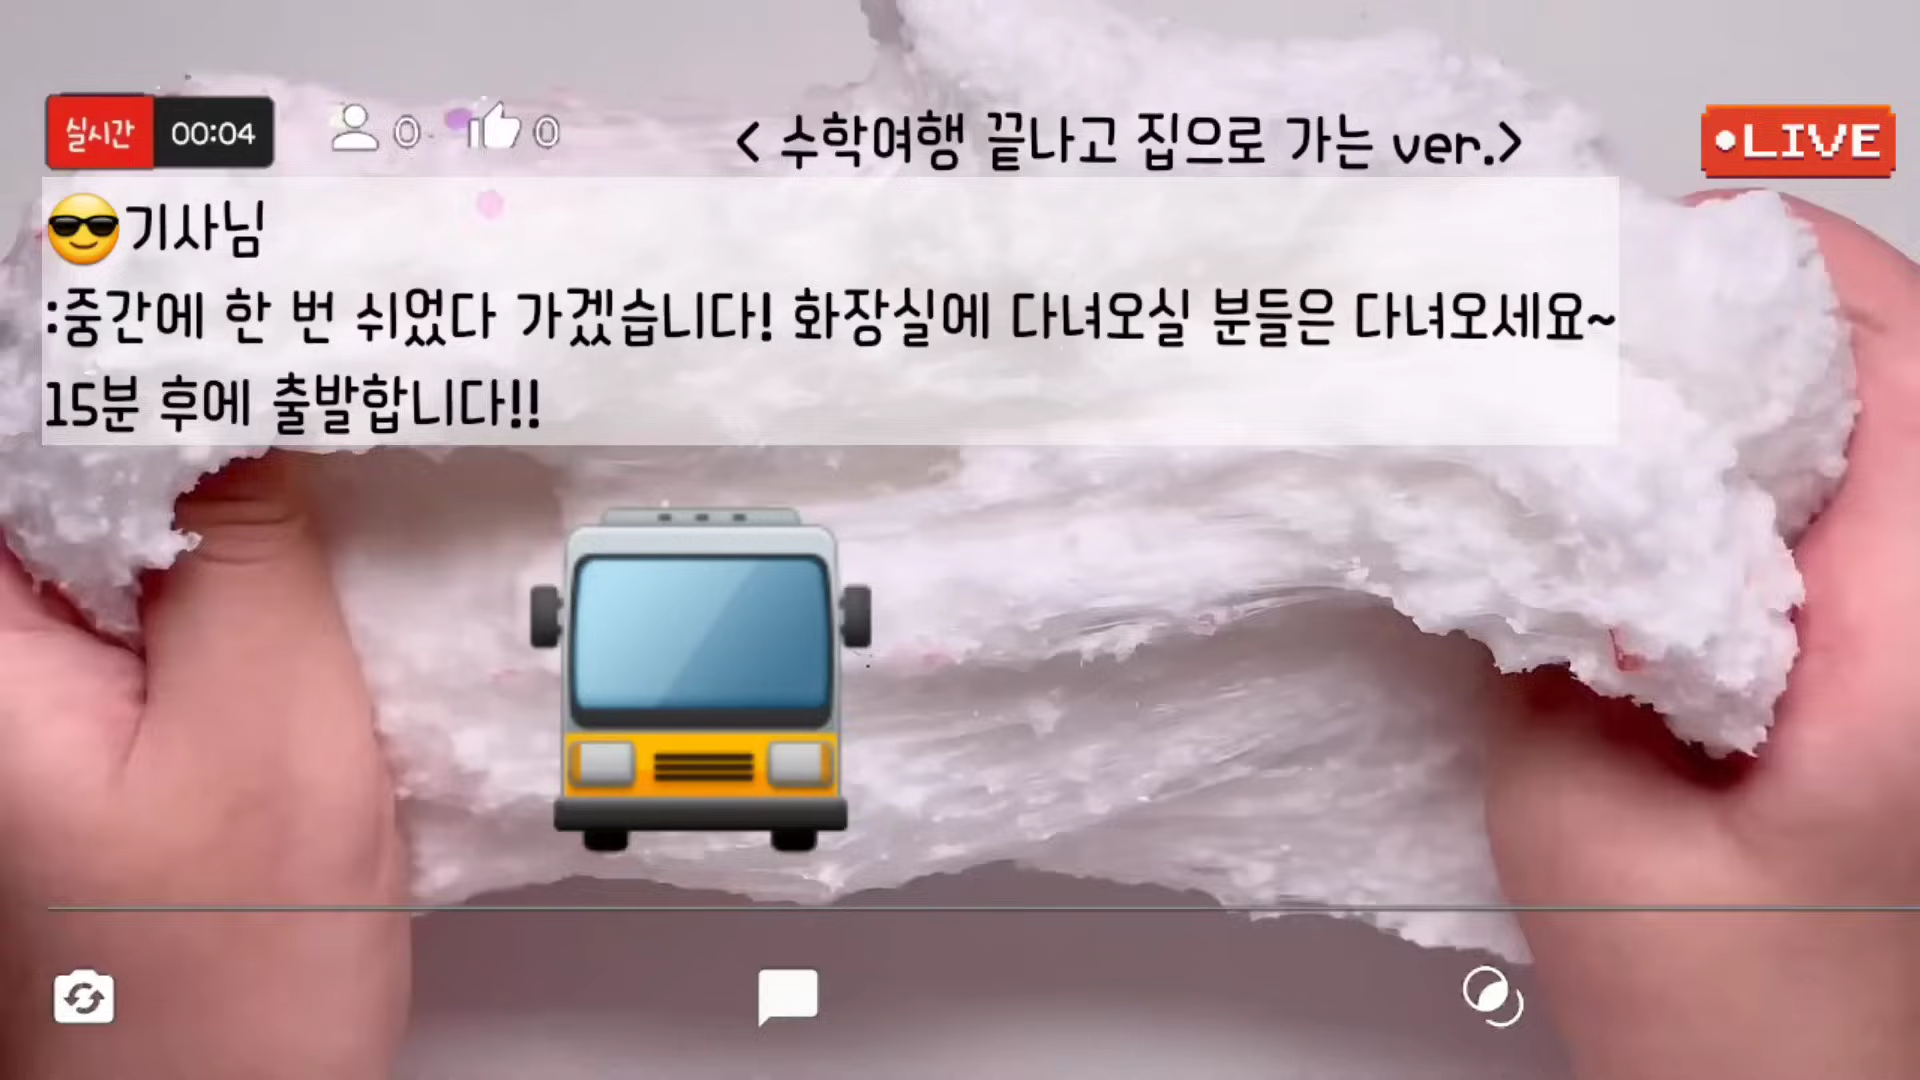 실시간 00:04 0 0 < 수학여행 끝나고 집으로 가는 ver.> LIVE
😎기사님
:중간에 한 번 쉬었다 가겠습니다! 화장실에 다녀오실 분들은 다녀오세요~
15분 후에 출발합니다!!